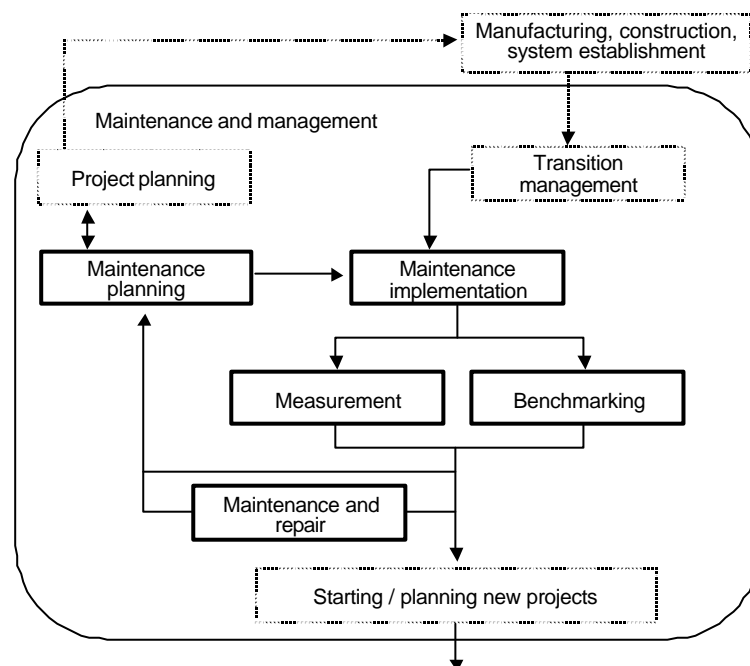 Manufacturing, construction,
system establishment
Maintenance and management
Project planning
Transition
management
Maintenance
planning
Maintenance
implementation
Measurement
Benchmarking
Maintenance and
repair
Starting / planning new projects